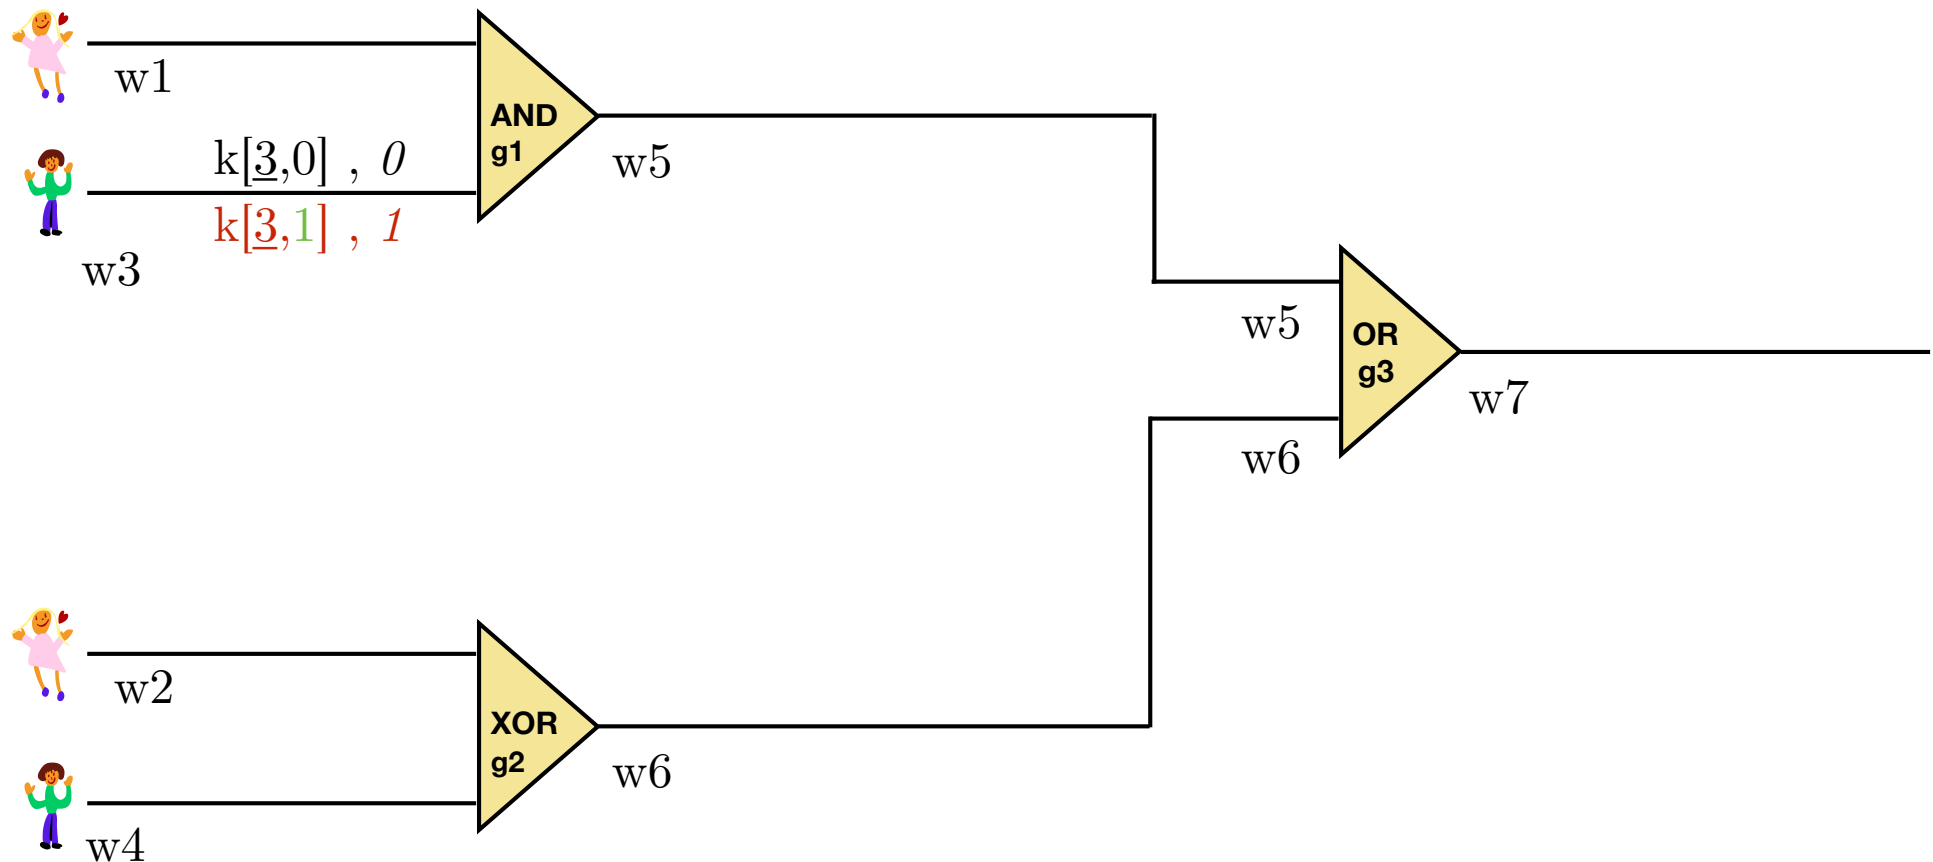 w1
AND
g1
k[3,0] , 0
w5
k[3,1] , 1
w3
w5
OR
g3
w7
w6
w2
XOR
g2
w6
w4